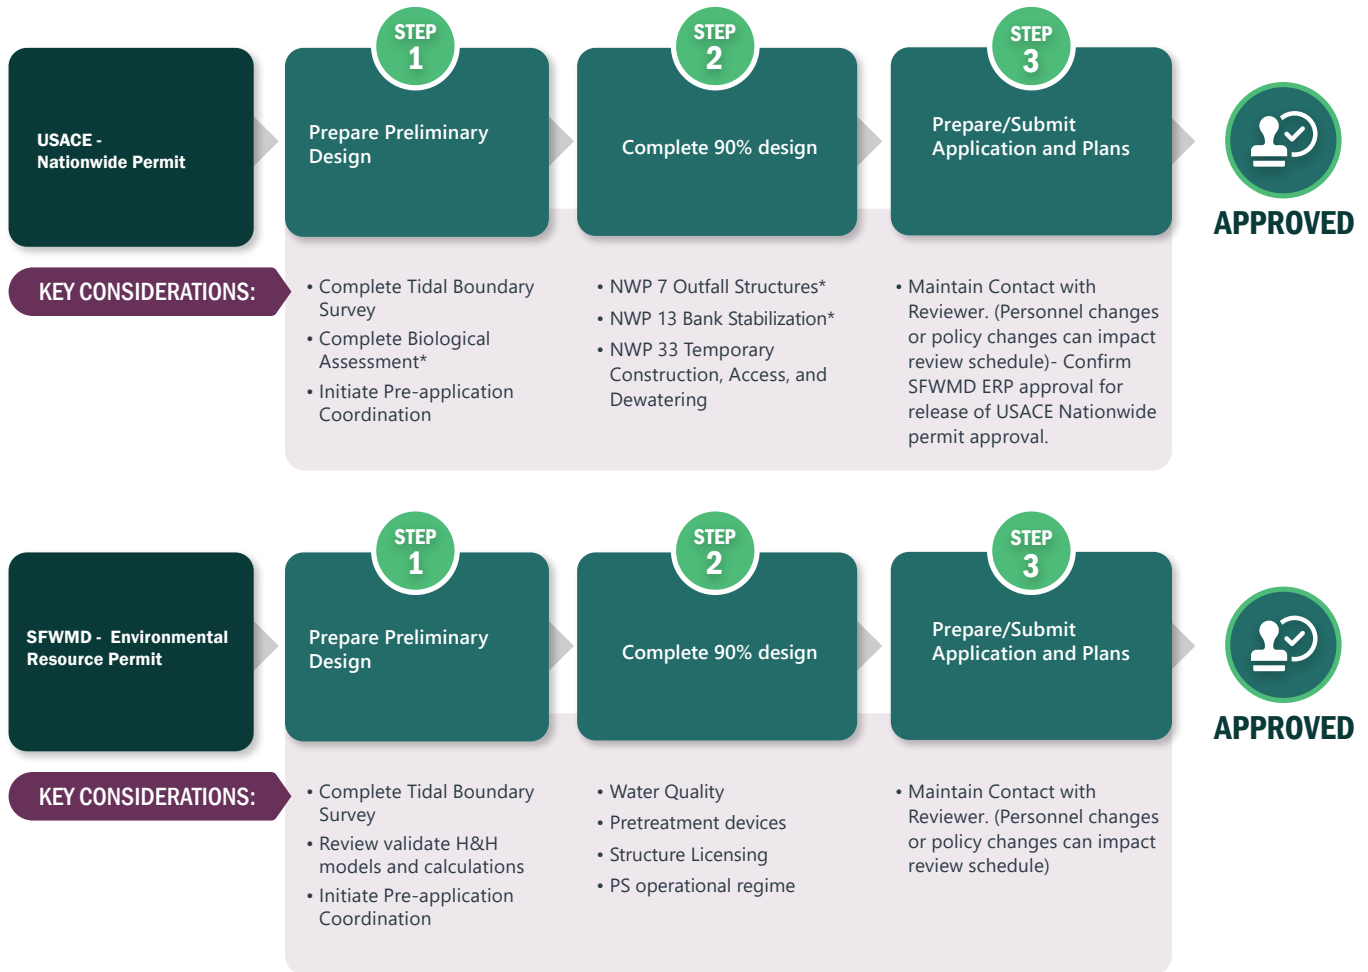 USACE -
Nationwide Permit
STEP
1
Prepare Preliminary
Design
STEP
2
Complete 90% design
STEP
3
Prepare/Submit
Application and Plans
APPROVED
KEY CONSIDERATIONS:
• Complete Tidal Boundary
Survey
• Complete Biological
Assessment*
• Initiate Pre-application
Coordination
• NWP 7 Outfall Structures*
• NWP 13 Bank Stabilization*
• NWP 33 Temporary
Construction, Access, and
Dewatering
• Maintain Contact with
Reviewer. (Personnel changes
or policy changes can impact
review schedule)- Confirm
SFWMD ERP approval for
release of USACE Nationwide
permit approval.
SFWMD - Environmental
Resource Permit
STEP
1
Prepare Preliminary
Design
STEP
2
Complete 90% design
STEP
3
Prepare/Submit
Application and Plans
APPROVED
KEY CONSIDERATIONS:
• Complete Tidal Boundary
Survey
• Review validate H&H
models and calculations
• Initiate Pre-application
Coordination
• Water Quality
• Pretreatment devices
• Structure Licensing
• PS operational regime
• Maintain Contact with
Reviewer. (Personnel changes
or policy changes can impact
review schedule)